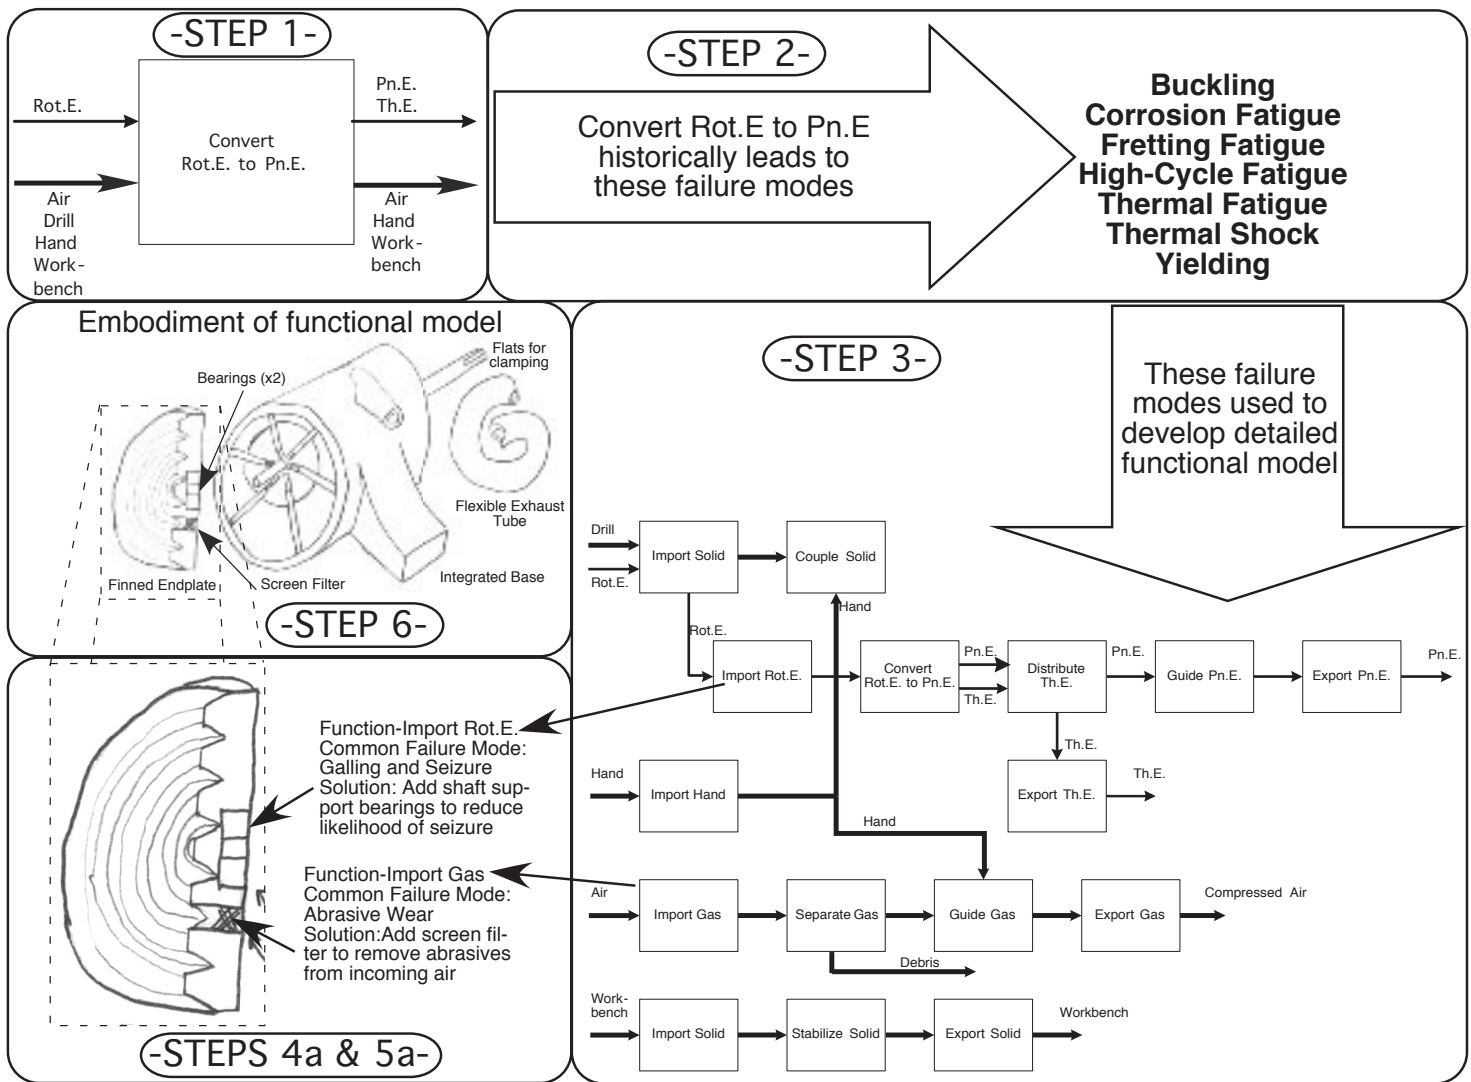 -STEP 1-
Rot.E.
Air
Drill
Hand
Work-
bench
Convert
Rot.E. to Pn.E.
Pn.E.
Th.E.
Air
Hand
Work-
bench
-STEP 2-
Convert Rot.E to Pn.E
historically leads to
these failure modes
Buckling
Corrosion Fatigue
Fretting Fatigue
High-Cycle Fatigue
Thermal Fatigue
Thermal Shock
Yielding
-STEP 3-
These failure
modes used to
develop detailed
functional model
Drill
Rot.E.
Import Solid
Couple Solid
Hand
Rot.E.
Import Rot.E.
Convert
Rot.E. to Pn.E.
Pn.E.
Th.E.
Distribute
Th.E.
Pn.E.
Guide Pn.E.
Export Pn.E.
Pn.E.
Th.E.
Export Th.E.
Th.E.
Hand
Import Hand
Hand
Air
Import Gas
Separate Gas
Guide Gas
Export Gas
Compressed Air
Debris
Work-
bench
Import Solid
Stabilize Solid
Export Solid
Workbench
Function-Import Rot.E.
Common Failure Mode:
Galling and Seizure
Solution: Add shaft sup-
port bearings to reduce
likelihood of seizure
Function-Import Gas
Common Failure Mode:
Abrasive Wear
Solution:Add screen fil-
ter to remove abrasives
from incoming air
-STEPS 4a & 5a-
Embodiment of functional model
Flats for
clamping
Bearings (x2)
Flexible Exhaust
Tube
Integrated Base
Screen Filter
Finned Endplate
-STEP 6-